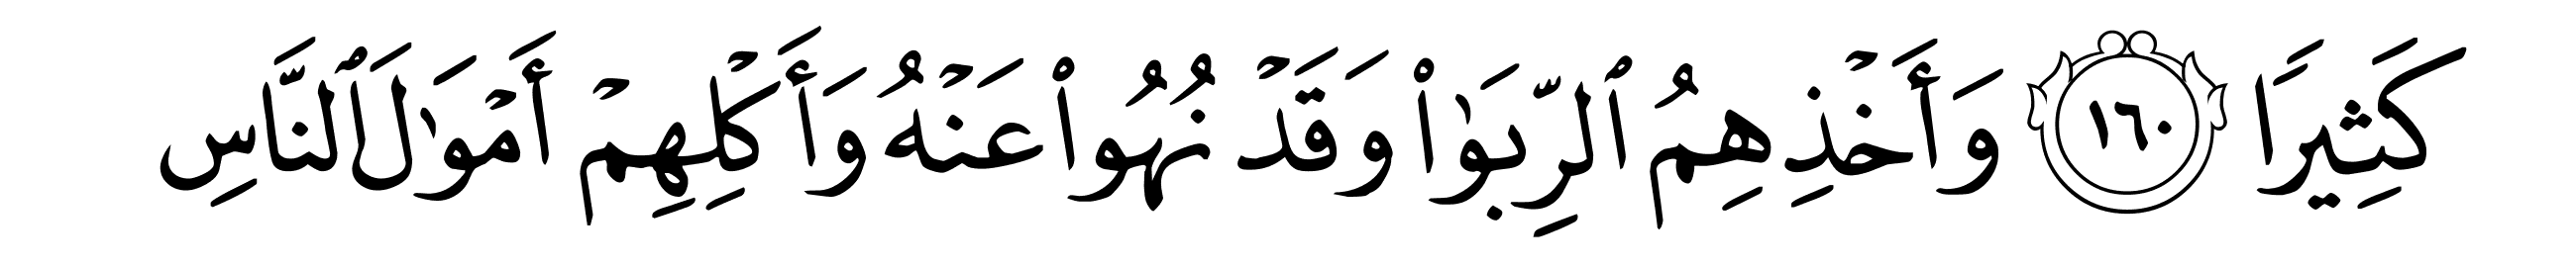 كَثِيرًا ١٦٠ وَأَخْذِهِمُ ٱلرِّبَوٰا۟ وَقَدْ نُهُوا۟ عَنْهُ وَأَكْلِهِمْ أَمْوَٰلَ ٱلنَّاسِ